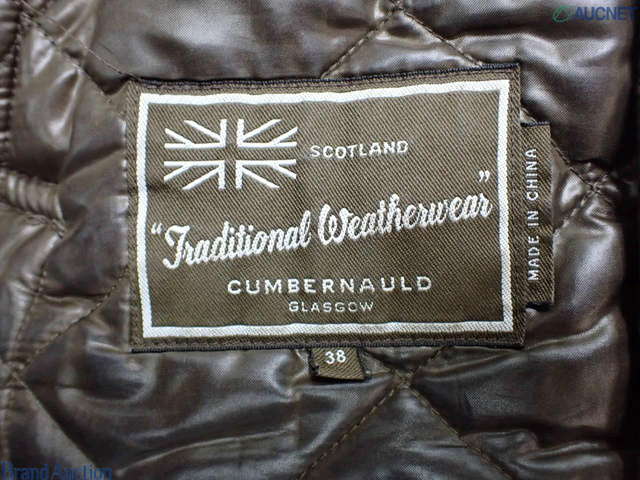 AUCNET
SCOTLAND
"Traditional Weatherwear"
CUMBERNAULD
GLASGOW
MADE IN CHINA
38
Brand Auction